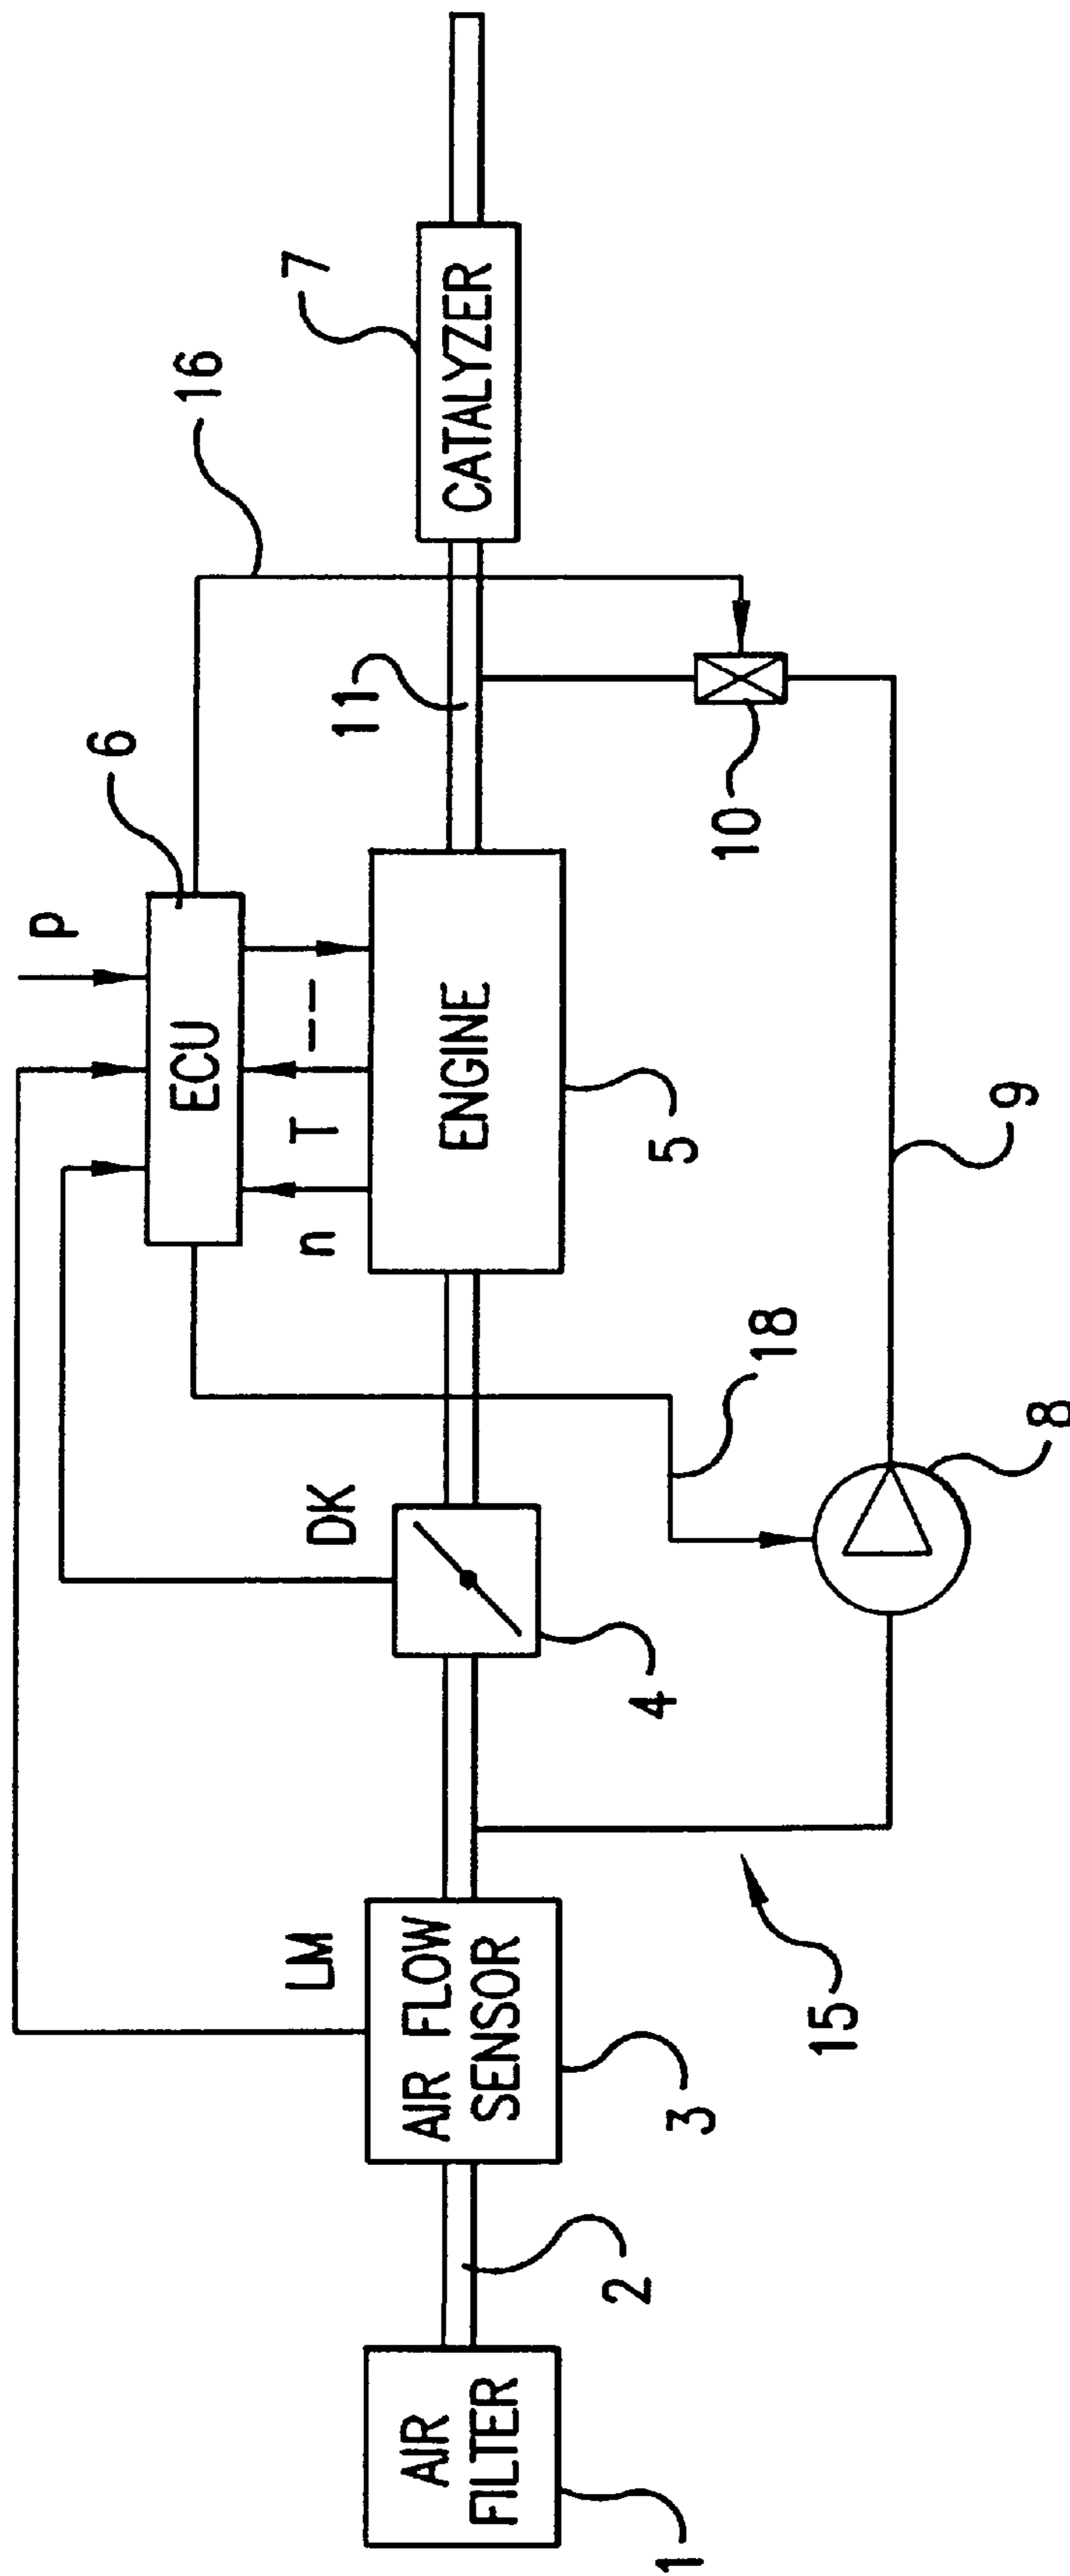 16
7
6
p
ECU
CATALYZER
11
n
T
ENGINE
10
LM
DK
5
AIR
FILTER
AIR FLOW
SENSOR
18
9
1
2
3
4
15
8